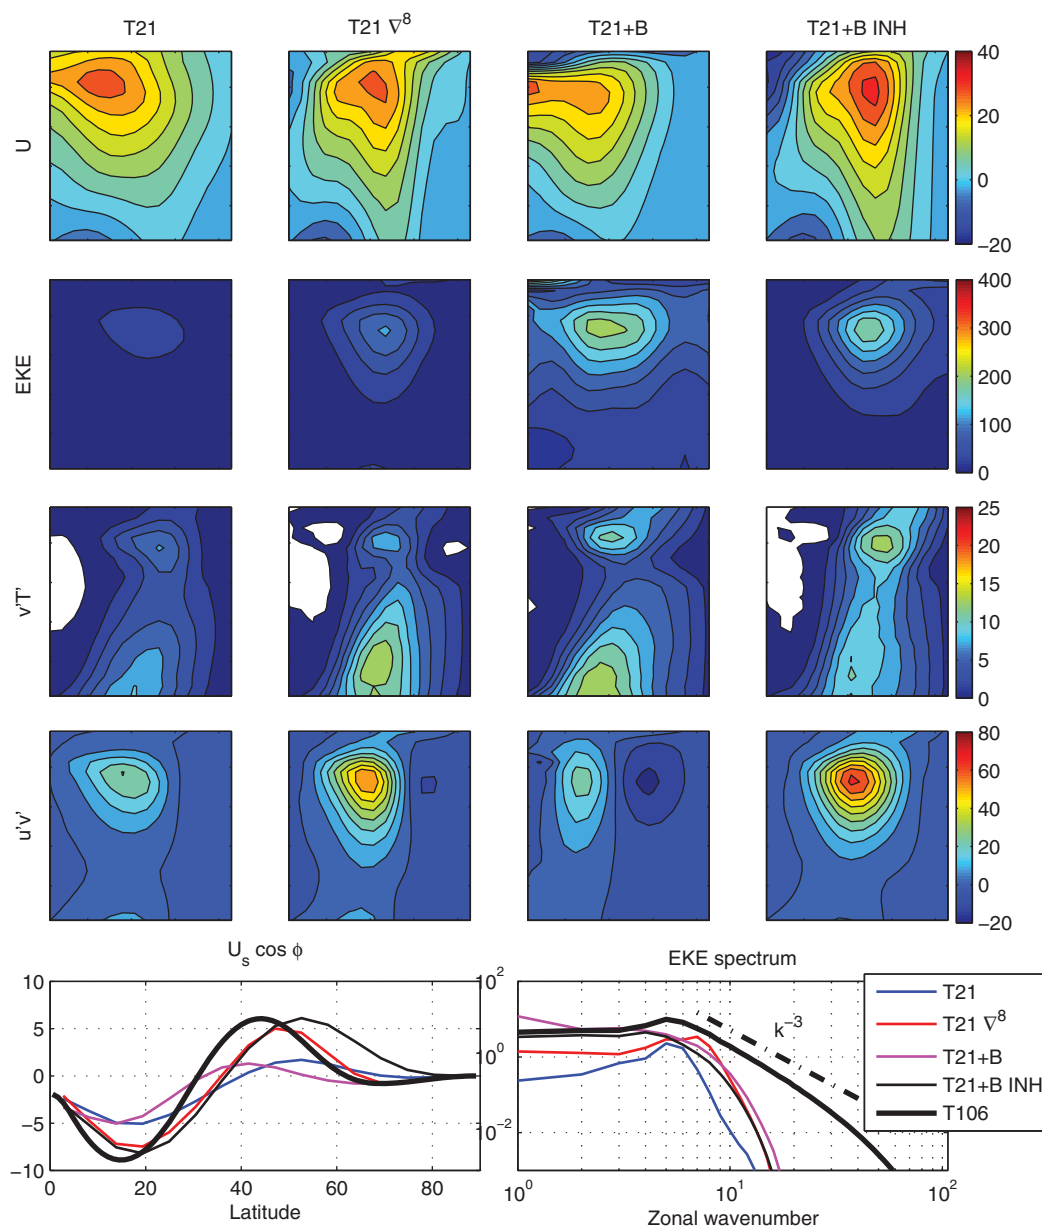 T21 T21 ∇⁸ T21+B T21+B INH
U
40
20
0
−20
EKE
400
300
200
100
0
v'T'
25
20
15
10
5
0
u'v'
80
60
40
20
0
−20
U_s cos ϕ
10
5
0
−5
−10
0 20 40 60 80
Latitude
EKE spectrum
10²
10⁰
10⁻²
k⁻³
T21
T21 ∇⁸
T21+B
T21+B INH
T106
10⁰ 10¹ 10²
Zonal wavenumber